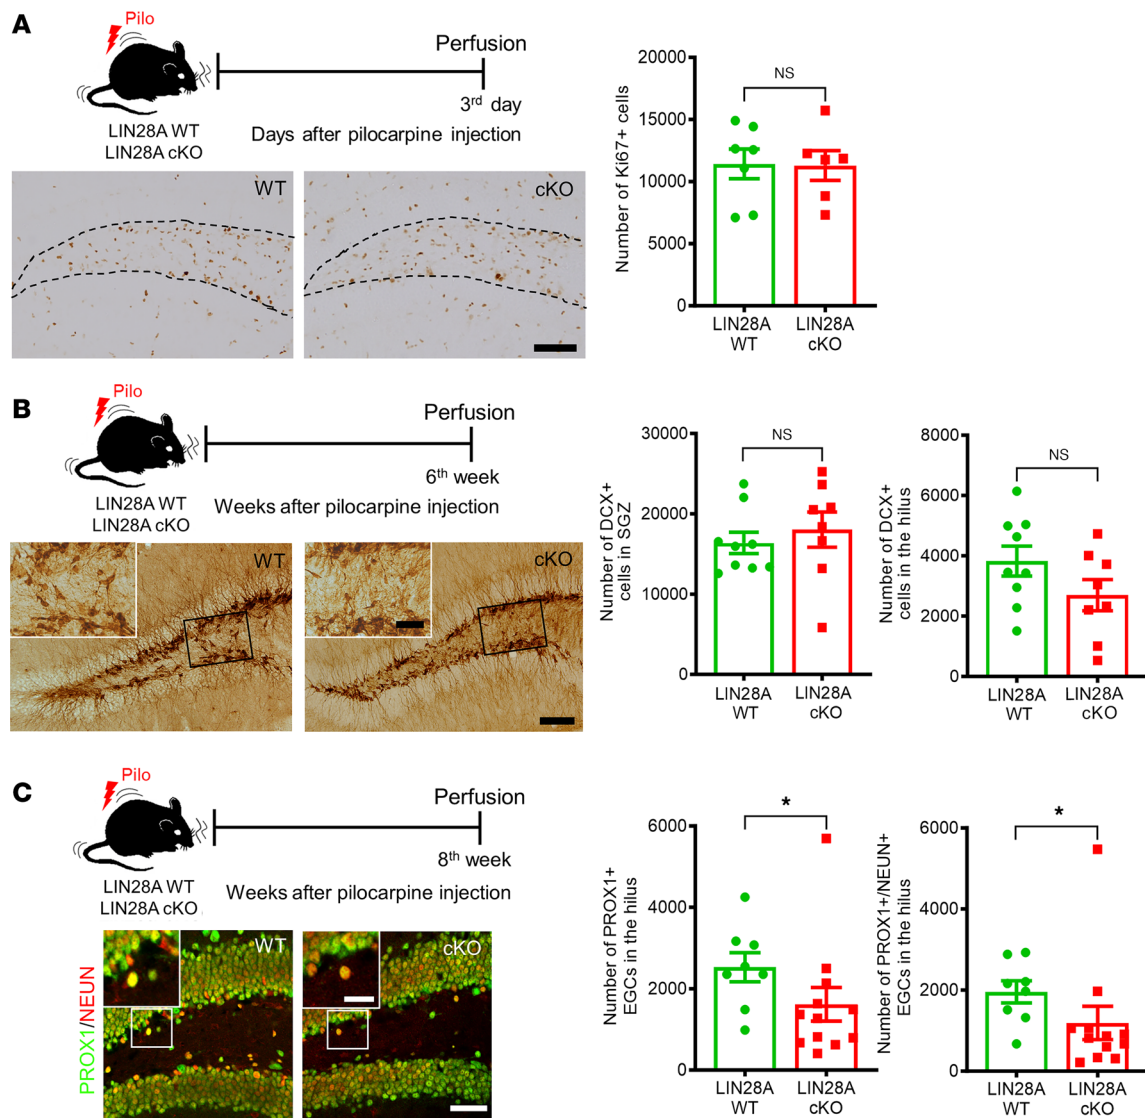 A
Pilo
Perfusion
3rd day
LIN28A WT
LIN28A cKO
Days after pilocarpine injection
WT
cKO
Number of Ki67+ cells
20000
15000
10000
5000
0
NS
LIN28A
WT
LIN28A
cKO
B
Pilo
Perfusion
6th week
LIN28A WT
LIN28A cKO
Weeks after pilocarpine injection
WT
cKO
Number of DCX+
cells in SGZ
30000
20000
10000
0
NS
LIN28A
WT
LIN28A
cKO
Number of DCX+
cells in the hilus
8000
6000
4000
2000
0
NS
LIN28A
WT
LIN28A
cKO
C
Pilo
Perfusion
8th week
LIN28A WT
LIN28A cKO
Weeks after pilocarpine injection
PROX1/NEUN
WT
cKO
Number of PROX1+
EGCs in the hilus
6000
4000
2000
0
*
LIN28A
WT
LIN28A
cKO
Number of PROX1+/NEUN+
EGCs in the hilus
6000
4000
2000
0
*
LIN28A
WT
LIN28A
cKO